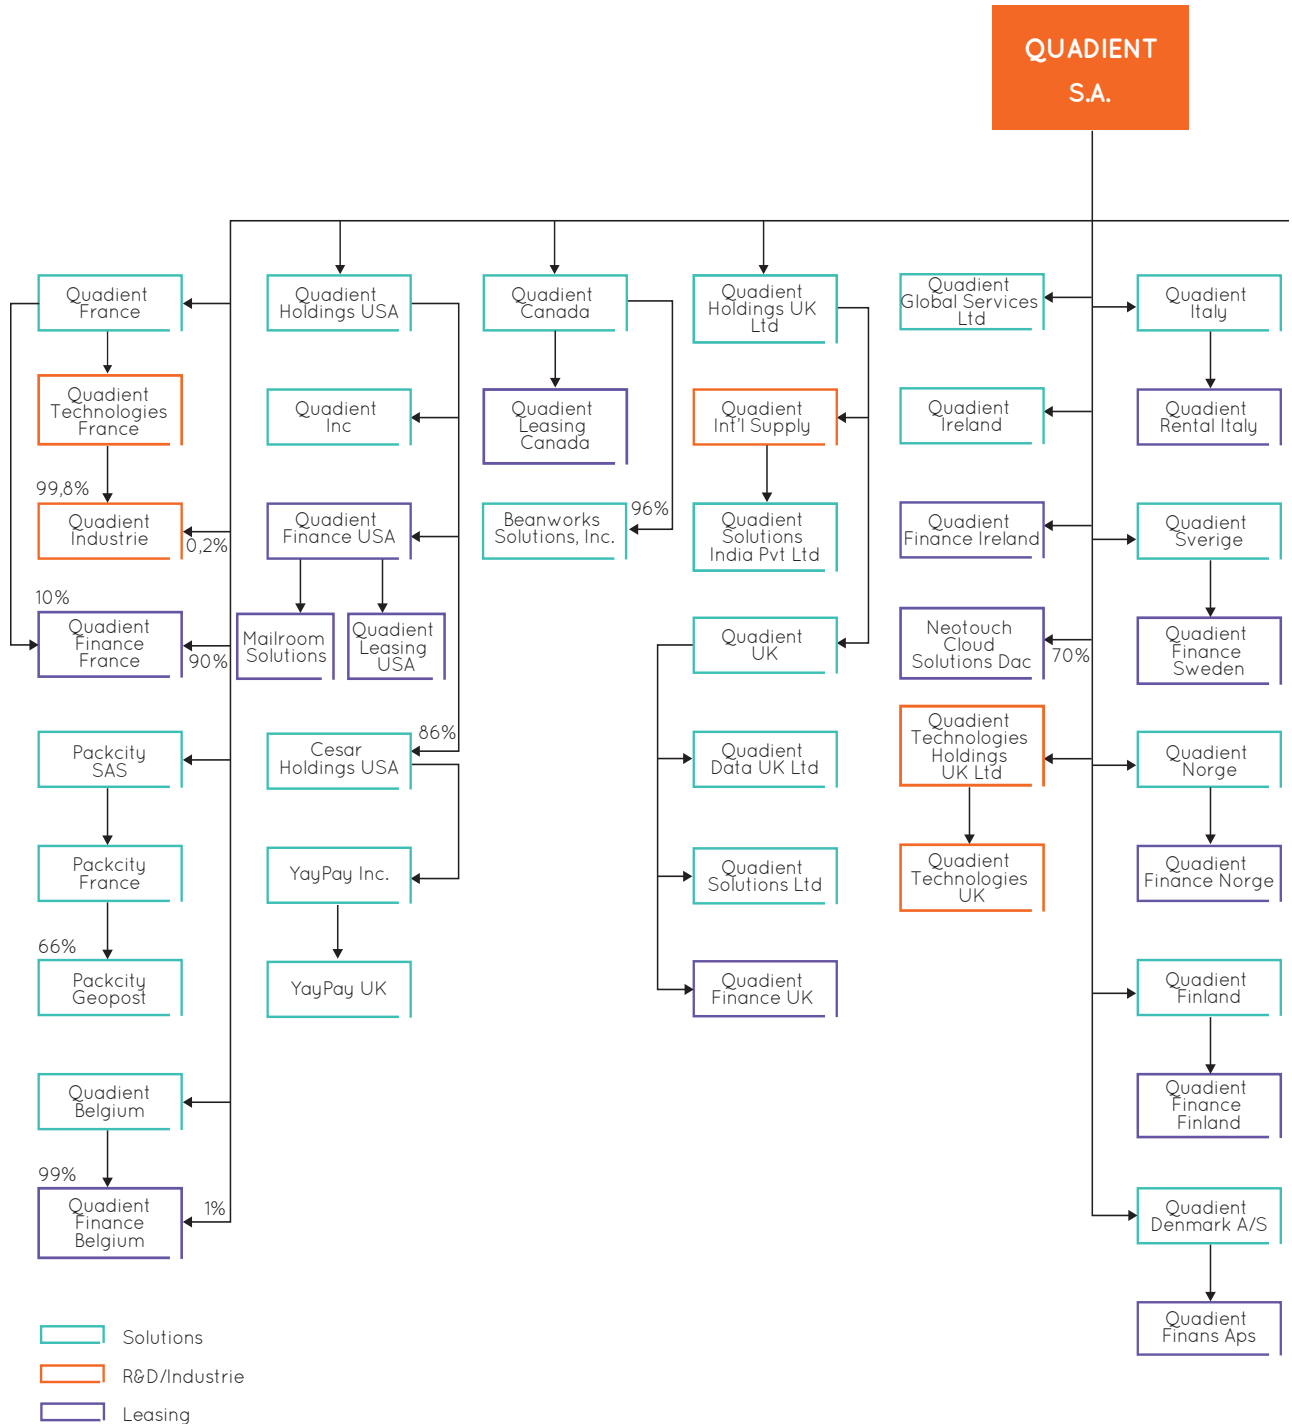 QUADIENT
S.A.
Quadient
France
Quadient
Technologies
France
99,8%
Quadient
Industrie
0,2%
10%
Quadient
Finance
France
90%
Packcity
SAS
Packcity
France
66%
Packcity
Geopost
Quadient
Belgium
99%
Quadient
Finance
Belgium
1%
Quadient
Holdings USA
Quadient
Inc
Quadient
Finance USA
Mailroom
Solutions
Quadient
Leasing
USA
86%
Cesar
Holdings USA
YayPay Inc.
YayPay UK
Quadient
Canada
Quadient
Leasing
Canada
Beanworks
Solutions, Inc.
96%
Quadient
Holdings UK
Ltd
Quadient
Int'l Supply
Quadient
Solutions
India Pvt Ltd
Quadient
UK
Quadient
Data UK Ltd
Quadient
Solutions Ltd
Quadient
Finance UK
Quadient
Global Services
Ltd
Quadient
Ireland
Quadient
Finance Ireland
Neotouch
Cloud
Solutions Dac
70%
Quadient
Technologies
Holdings
UK Ltd
Quadient
Technologies
UK
Quadient
Italy
Quadient
Rental Italy
Quadient
Sverige
Quadient
Finance
Sweden
Quadient
Norge
Quadient
Finance Norge
Quadient
Finland
Quadient
Finance
Finland
Quadient
Denmark A/S
Quadient
Finans Aps
Solutions
R&D/Industrie
Leasing